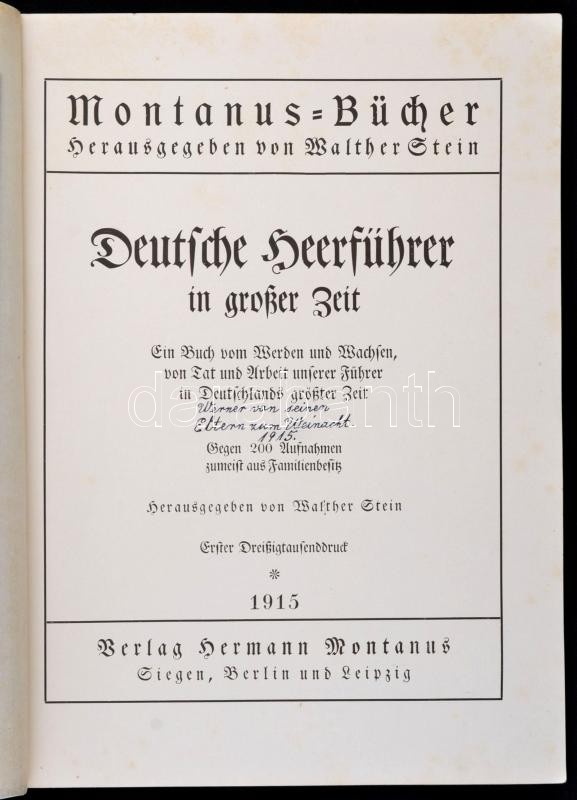 Montanus=Bücher
Herausgegeben von Walther Stein
Deutsche Heerführer
in großer Zeit
Ein Buch vom Werden und Wachsen,
von Tat und Arbeit unserer Führer
in Deutschlands größter Zeit
Werner von seinen
Eltern zum Weinacht.
1915.
Gegen 200 Aufnahmen
zumeist aus Familienbesitz
Herausgegeben von Walther Stein
Erster Dreißigtausenddruck
*
1915
Verlag Hermann Montanus
Siegen, Berlin und Leipzig